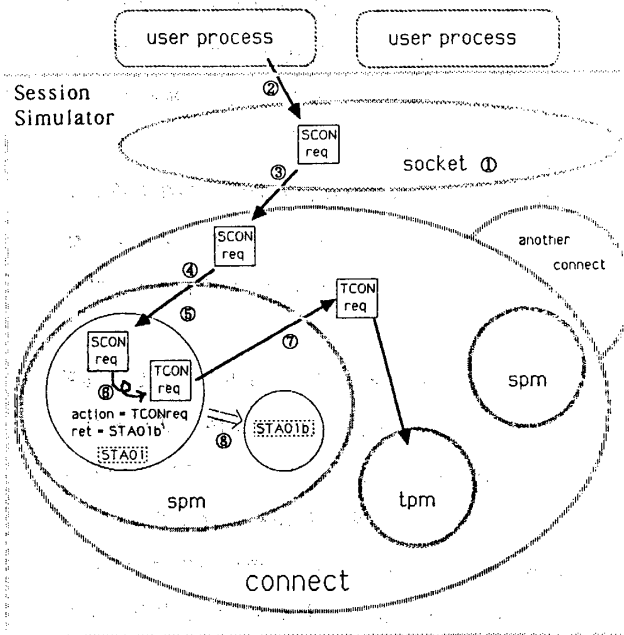 user process
user process
Session
Simulator
②
SCON
req
③
socket ①
SCON
req
another
connect
④
TCON
req
⑤
SCON
req
TCON
req
⑦
spm
⑥
action = TCONreq
ret = STA01b
STA01
⑧
STA01b
spm
tpm
connect